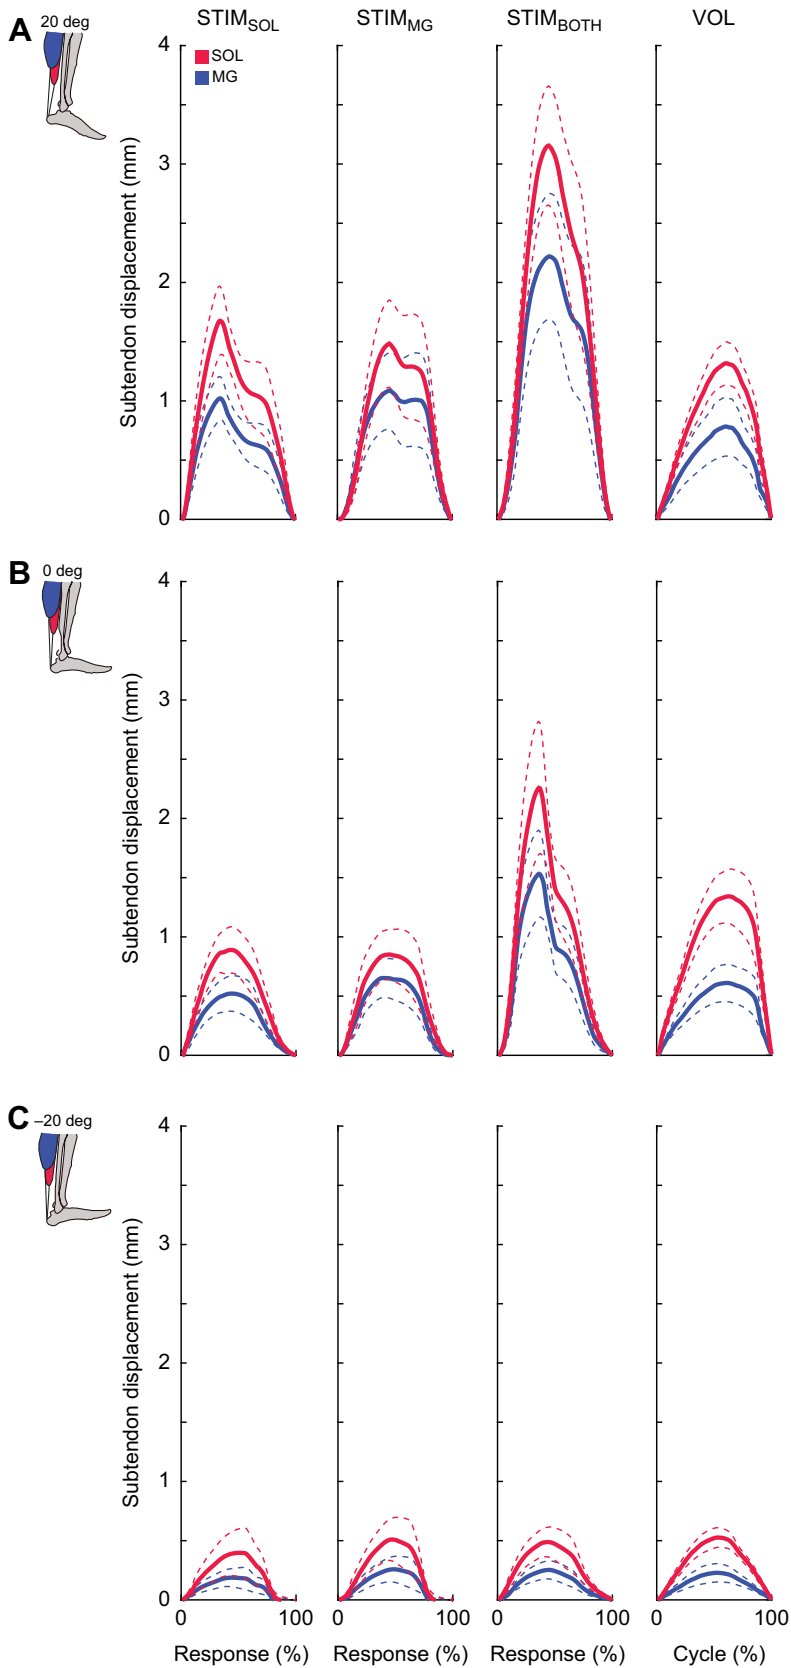 STIMSOL STIMMG STIMBOTH VOL
A 20 deg
SOL
MG
Subtendon displacement (mm)
4
3
2
1
0
B 0 deg
Subtendon displacement (mm)
4
3
2
1
0
C –20 deg
Subtendon displacement (mm)
4
3
2
1
0
0 100 0 100 0 100 0 100
Response (%) Response (%) Response (%) Cycle (%)